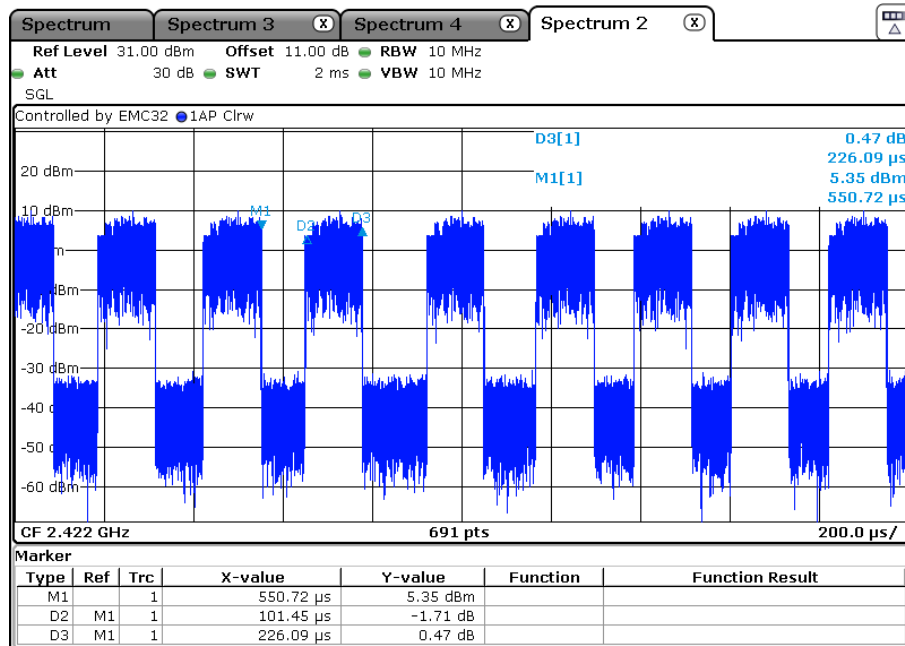 Spectrum Spectrum 3 X Spectrum 4 X Spectrum 2 X
Ref Level 31.00 dBm Offset 11.00 dB RBW 10 MHz
Att 30 dB SWT 2 ms VBW 10 MHz
SGL
Controlled by EMC32 1AP Clrw
D3[1] 0.47 dB
226.09 µs
20 dBm M1[1] 5.35 dBm
550.72 µs
10 dBm M1 D2 D3
-20 dBm
-30 dBm
-40
-50
-60 dBm
CF 2.422 GHz 691 pts 200.0 µs/
Marker
Type Ref Trc X-value Y-value Function Function Result
M1 1 550.72 µs 5.35 dBm
D2 M1 1 101.45 µs -1.71 dB
D3 M1 1 226.09 µs 0.47 dB